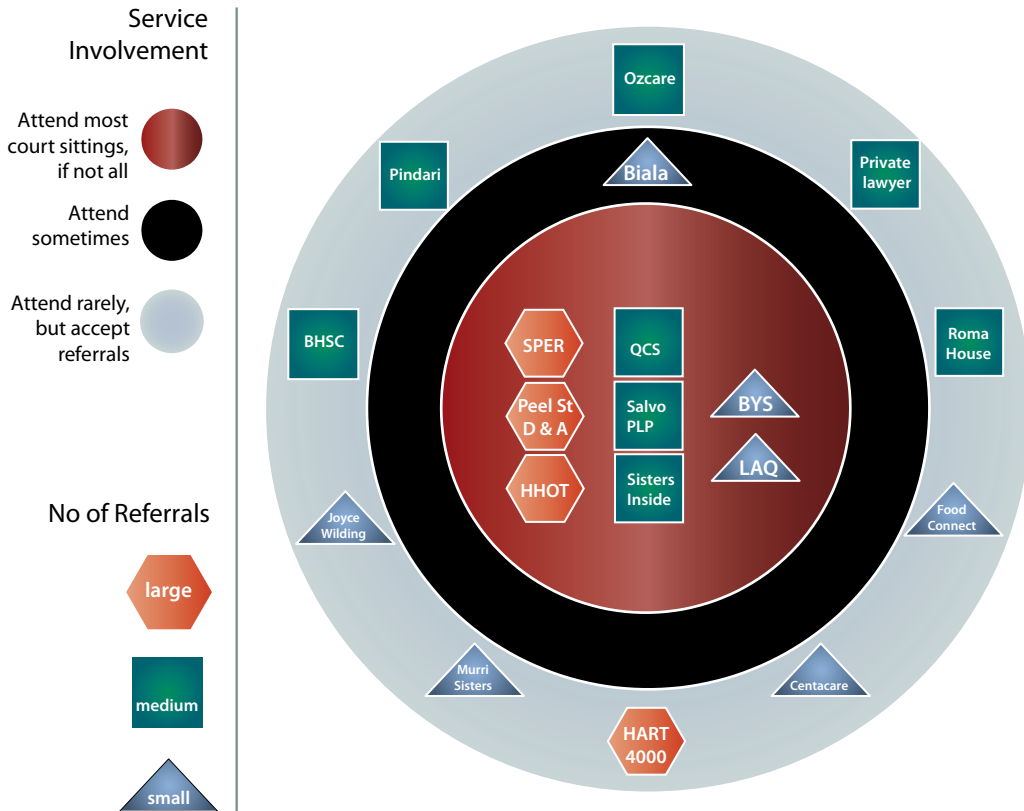 Service
Involvement
Attend most
court sittings,
if not all
Attend
sometimes
Attend rarely,
but accept
referrals
No of Referrals
large
medium
small
Ozcare
Pindari
Biala
Private
lawyer
BHSC
SPER
QCS
Roma
House
Peel St
D & A
Salvo
PLP
BYS
HHOT
Sisters
Inside
LAQ
Joyce
Wilding
Food
Connect
Murri
Sisters
Centacare
HART
4000